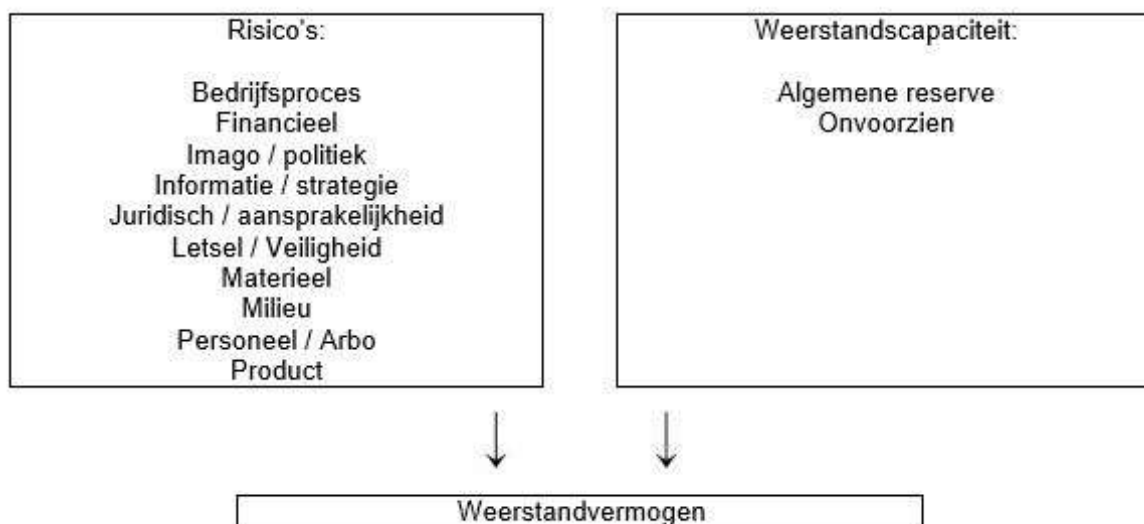 Risico's:
Bedrijfsproces
Financieel
Imago / politiek
Informatie / strategie
Juridisch / aansprakelijkheid
Letsel / Veiligheid
Materieel
Milieu
Personeel / Arbo
Product
Weerstandscapaciteit:
Algemene reserve
Onvoorzien
Weerstandvermogen